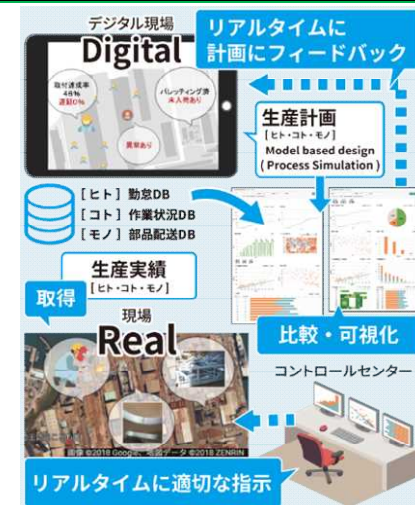 デジタル現場
Digital
リアルタイムに
計画にフィードバック
取付達成率
46%
遅延0%
パレッティング済
未入荷あり
異常あり
生産計画
[ヒト・コト・モノ]
Model based design
(Process Simulation)
[ヒト] 勤怠DB
[コト] 作業状況DB
[モノ] 部品配送DB
生産実績
[ヒト・コト・モノ]
取得
現場
Real
比較・可視化
コントロールセンター
画像 ©2018 Google、地図データ ©2018 ZENRIN
リアルタイムに適切な指示